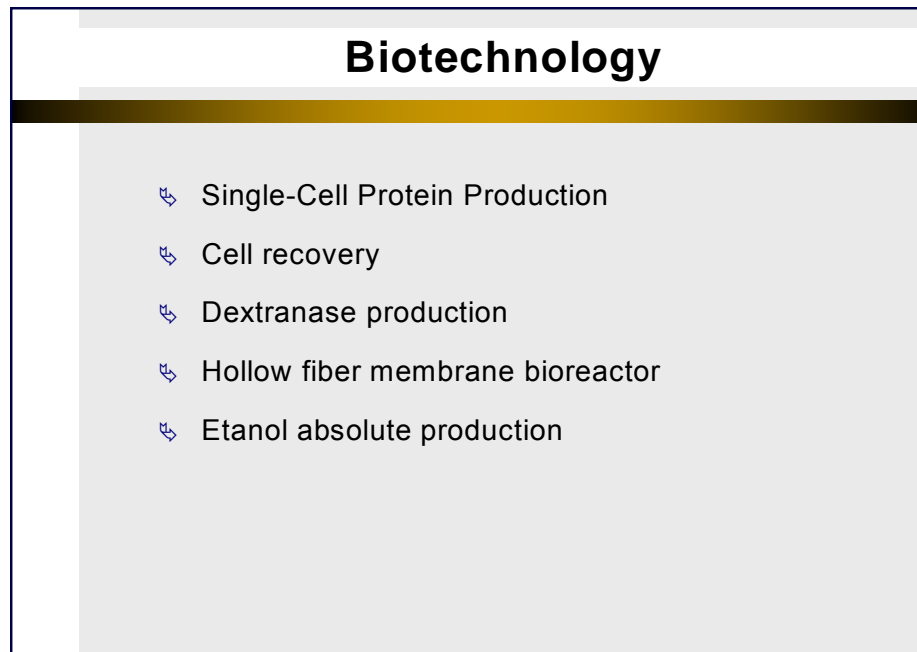 Biotechnology
Single-Cell Protein Production
Cell recovery
Dextranase production
Hollow fiber membrane bioreactor
Etanol absolute production